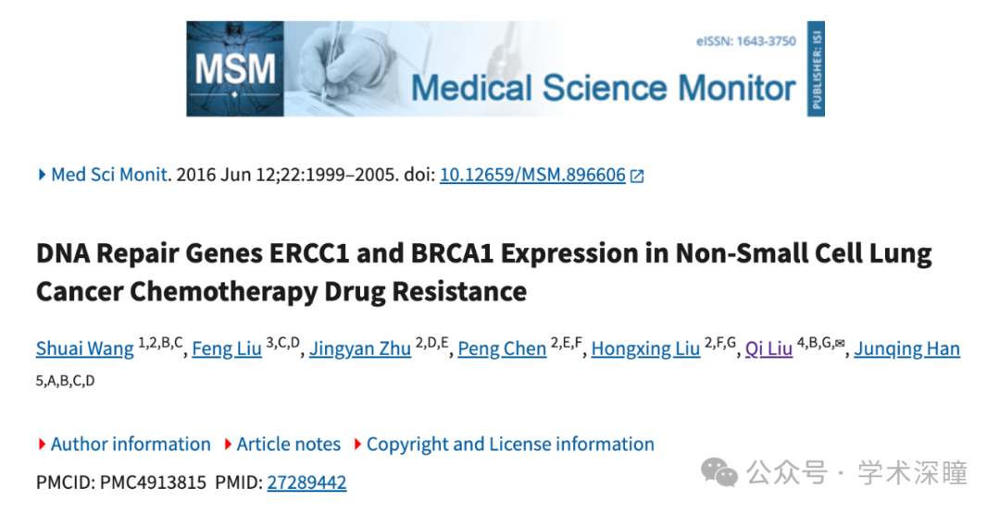 eISSN: 1643-3750
MSM
Medical Science Monitor
PUBLISHER: ISI
Med Sci Monit. 2016 Jun 12;22:1999–2005. doi: 10.12659/MSM.896606
DNA Repair Genes ERCC1 and BRCA1 Expression in Non-Small Cell Lung
Cancer Chemotherapy Drug Resistance
Shuai Wang 1,2,B,C, Feng Liu 3,C,D, Jingyan Zhu 2,D,E, Peng Chen 2,E,F, Hongxing Liu 2,F,G, Qi Liu 4,B,G,✉, Junqing Han
5,A,B,C,D
Author information Article notes Copyright and License information
PMCID: PMC4913815 PMID: 27289442
公众号 · 学术深瞳